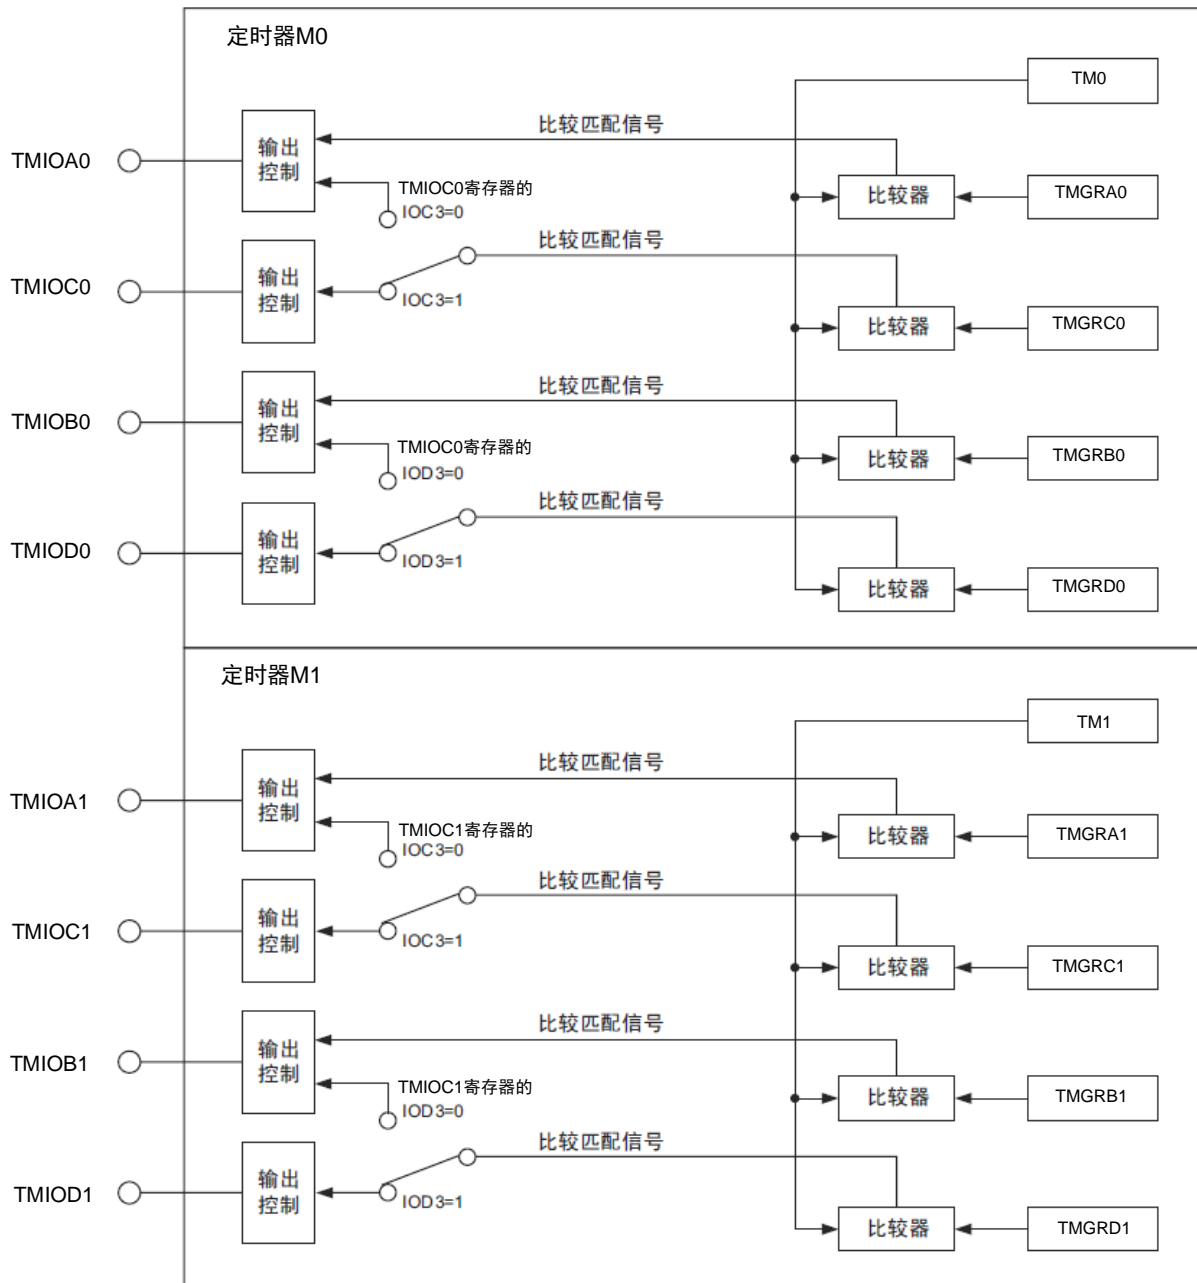 定时器M0
TM0
比较匹配信号
输出
控制
TMIOA0
TMIOC0寄存器的
IOC3=0
比较器
TMGRA0
比较匹配信号
输出
控制
TMIOC0
IOC3=1
比较器
TMGRC0
比较匹配信号
输出
控制
TMIOB0
TMIOC0寄存器的
IOD3=0
比较器
TMGRB0
比较匹配信号
输出
控制
TMIOD0
IOD3=1
比较器
TMGRD0
定时器M1
TM1
比较匹配信号
输出
控制
TMIOA1
TMIOC1寄存器的
IOC3=0
比较器
TMGRA1
比较匹配信号
输出
控制
TMIOC1
IOC3=1
比较器
TMGRC1
比较匹配信号
输出
控制
TMIOB1
TMIOC1寄存器的
IOD3=0
比较器
TMGRB1
比较匹配信号
输出
控制
TMIOD1
IOD3=1
比较器
TMGRD1